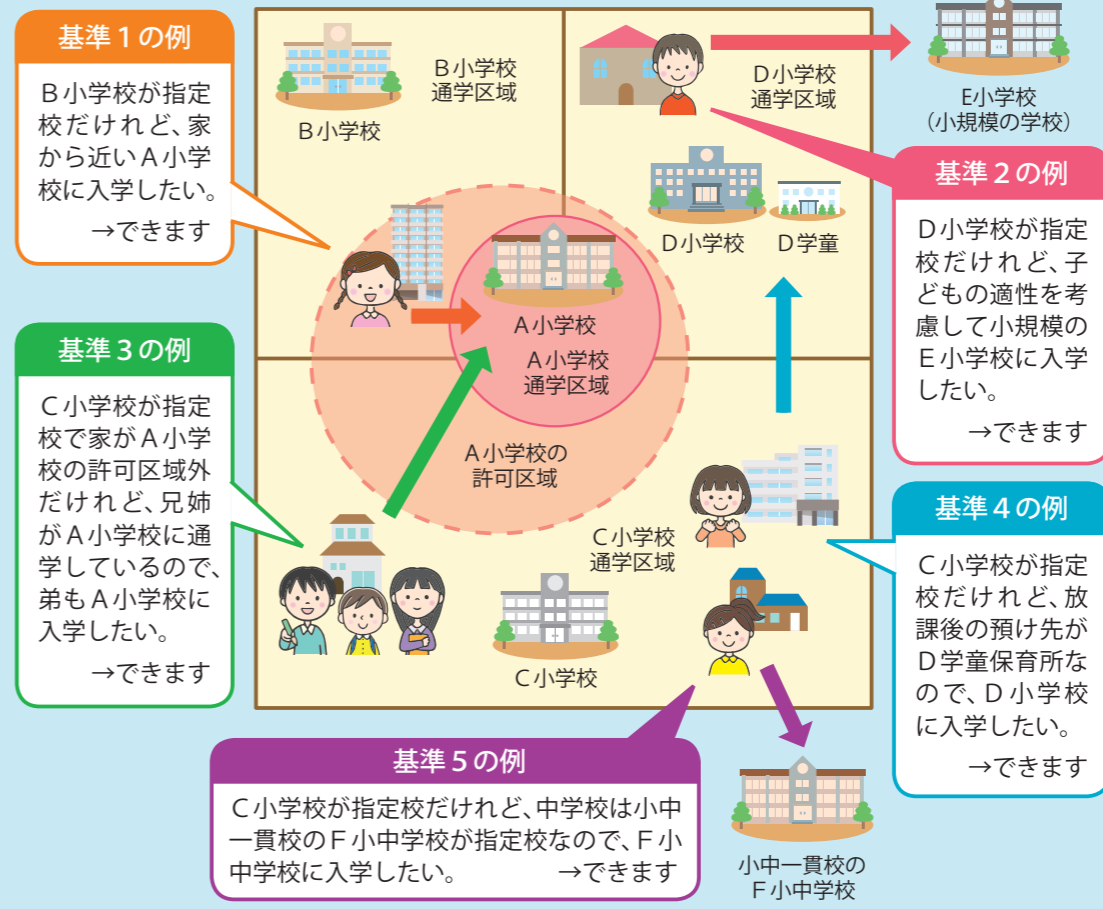 基準１の例
Ｂ小学校が指定
校だけれど、家
から近いＡ小学
校に入学したい。
→できます
Ｂ小学校
Ｂ小学校
通学区域
Ｄ小学校
通学区域
E小学校
（小規模の学校）
基準２の例
Ｄ小学校が指定
校だけれど、子
どもの適性を考
慮して小規模の
Ｅ小学校に入学
したい。
→できます
Ｄ小学校
Ｄ学童
Ａ小学校
Ａ小学校
通学区域
Ａ小学校の
許可区域
基準３の例
Ｃ小学校が指定
校で家がＡ小学
校の許可区域外
だけれど、兄姉
がＡ小学校に通
学しているので、
弟もＡ小学校に
入学したい。
→できます
Ｃ小学校
通学区域
Ｃ小学校
基準４の例
Ｃ小学校が指定
校だけれど、放
課後の預け先が
Ｄ学童保育所な
ので、Ｄ小学校
に入学したい。
→できます
基準５の例
Ｃ小学校が指定校だけれど、中学校は小中
一貫校のＦ小中学校が指定校なので、Ｆ小
中学校に入学したい。　→できます
小中一貫校の
Ｆ小中学校